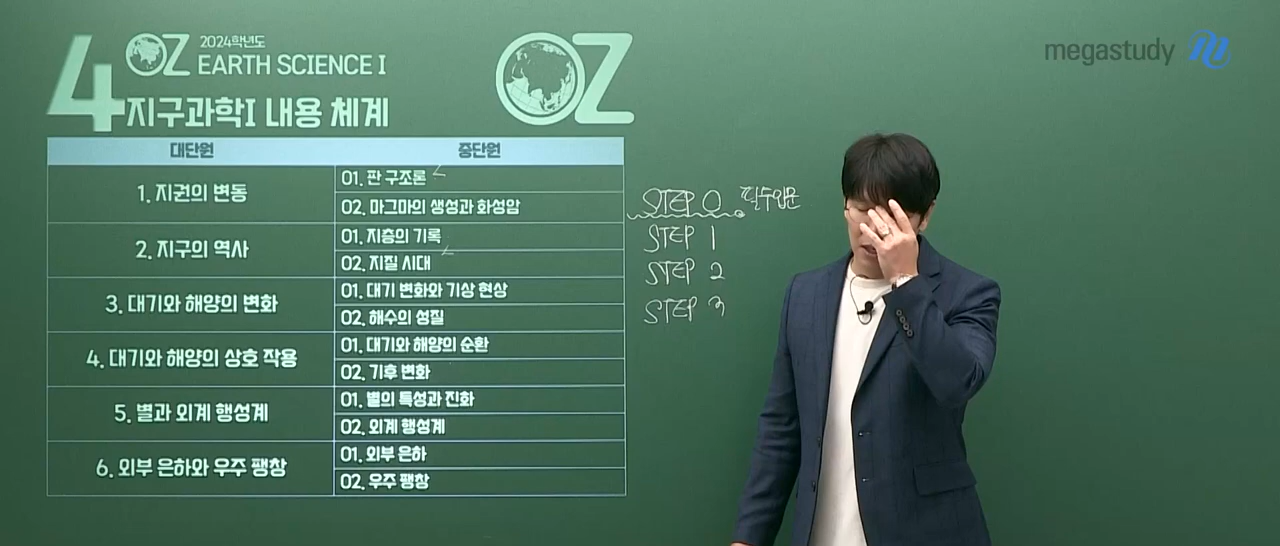 4
OZ 2024학년도
EARTH SCIENCE I
지구과학I 내용 체계
OZ
megastudy
대단원 중단원
1. 지권의 변동
01. 판 구조론
02. 마그마의 생성과 화성암
2. 지구의 역사
01. 지층의 기록
02. 지질 시대
3. 대기와 해양의 변화
01. 대기 변화와 기상 현상
02. 해수의 성질
4. 대기와 해양의 상호 작용
01. 대기와 해양의 순환
02. 기후 변화
5. 별과 외계 행성계
01. 별의 특성과 진화
02. 외계 행성계
6. 외부 은하와 우주 팽창
01. 외부 은하
02. 우주 팽창
STEP 0 필수입문
STEP 1
STEP 2
STEP 3